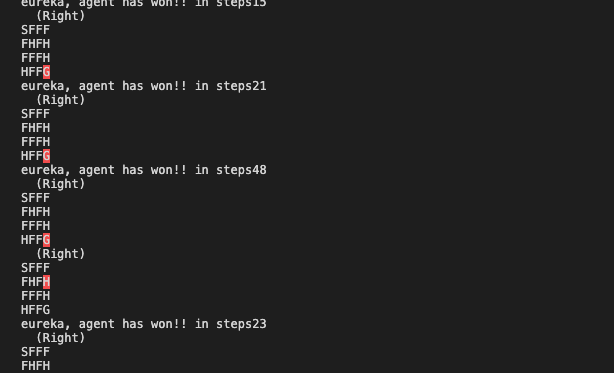 eureka, agent has won!! in steps15
(Right)
SFFF
FHFH
FFFH
HFFG
eureka, agent has won!! in steps21
(Right)
SFFF
FHFH
FFFH
HFFG
eureka, agent has won!! in steps48
(Right)
SFFF
FHFH
FFFH
HFFG
(Right)
SFFF
FHFH
FFFH
HFFG
eureka, agent has won!! in steps23
(Right)
SFFF
FHFH